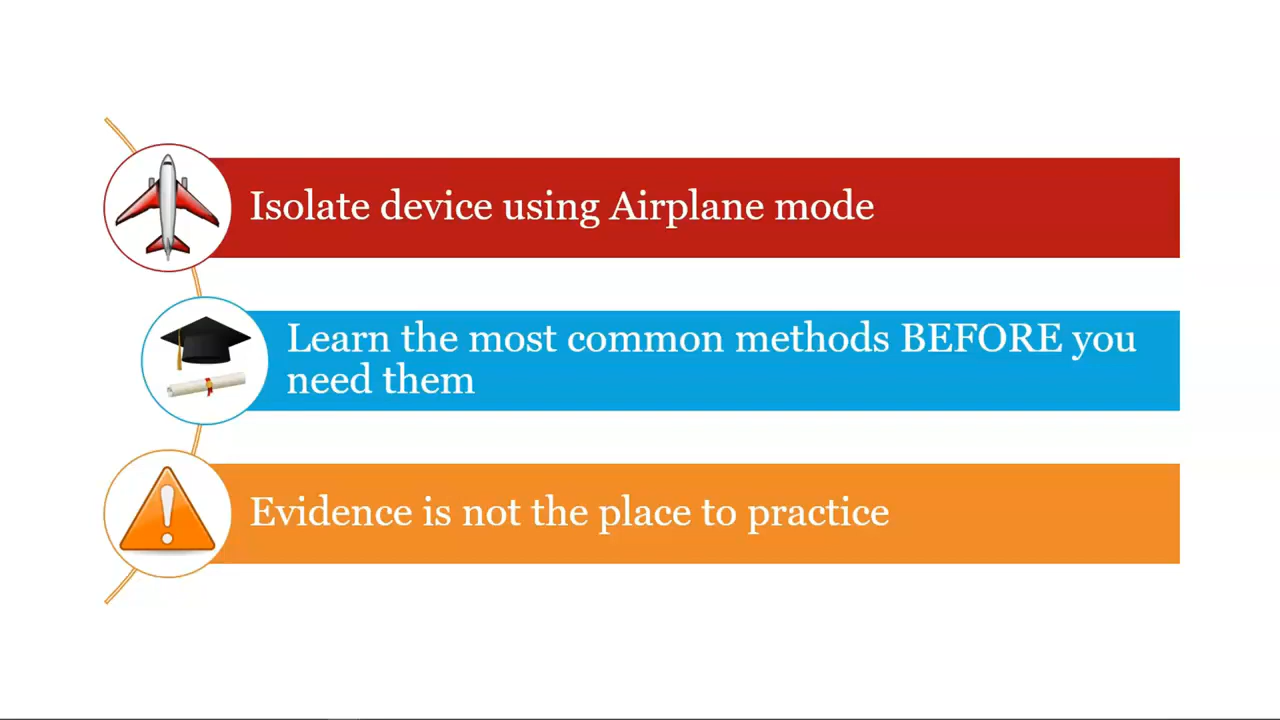 Isolate device using Airplane mode
Learn the most common methods BEFORE you
need them
Evidence is not the place to practice